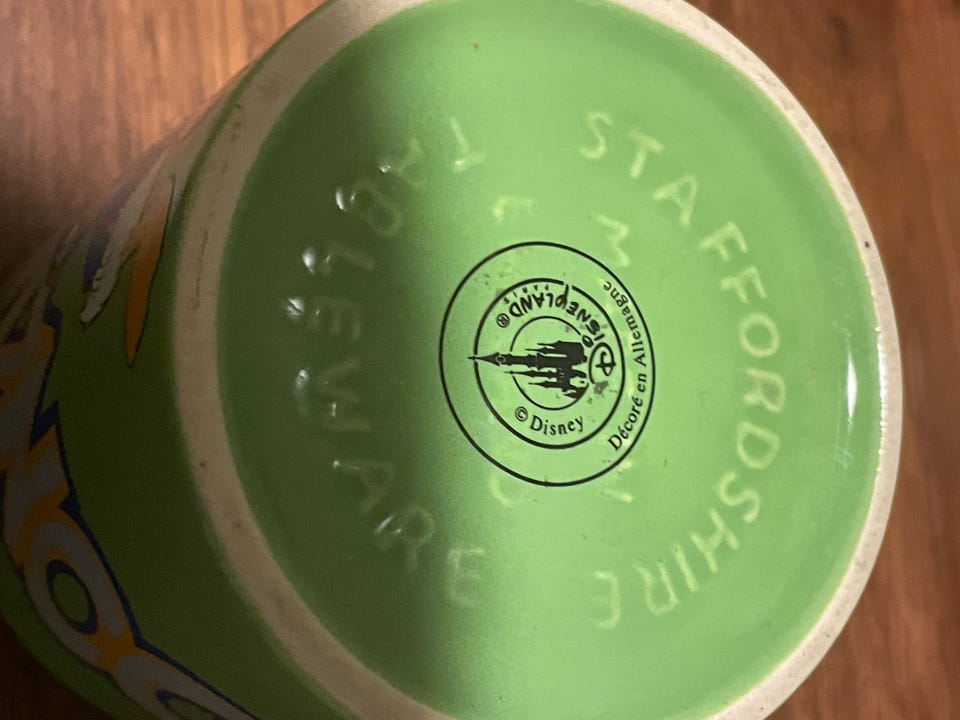 STAFFORDSHIRE
TABLEWARE
DISNEYLAND®
PARIS
© Disney
Décoré en Allemagne